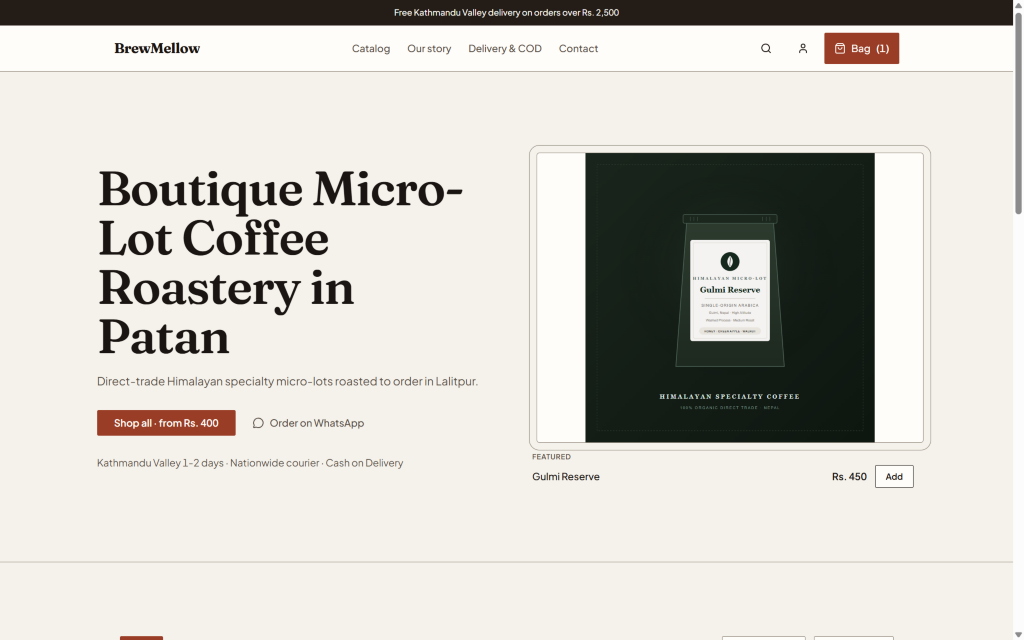 Free Kathmandu Valley delivery on orders over Rs. 2,500
BrewMellow
Catalog
Our story
Delivery & COD
Contact
Bag (1)
Boutique Micro-
Lot Coffee
Roastery in
Patan
Direct-trade Himalayan specialty micro-lots roasted to order in Lalitpur.
Shop all · from Rs. 400
Order on WhatsApp
Kathmandu Valley 1-2 days · Nationwide courier · Cash on Delivery
HIMALAYAN MICRO-LOT
Gulmi Reserve
SINGLE-ORIGIN ARABICA
HIMALAYAN SPECIALTY COFFEE
100% ORGANIC DIRECT TRADE · NEPAL
FEATURED
Gulmi Reserve
Rs. 450
Add